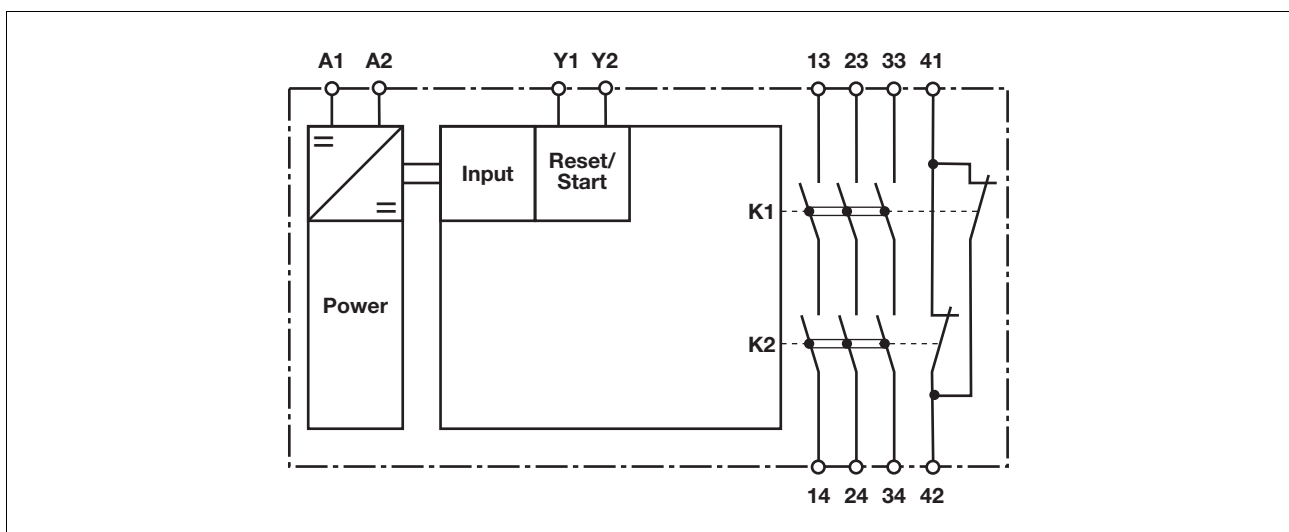 A1 A2 Y1 Y2 13 23 33 41
Input
Reset/
Start
K1
Power
K2
14 24 34 42